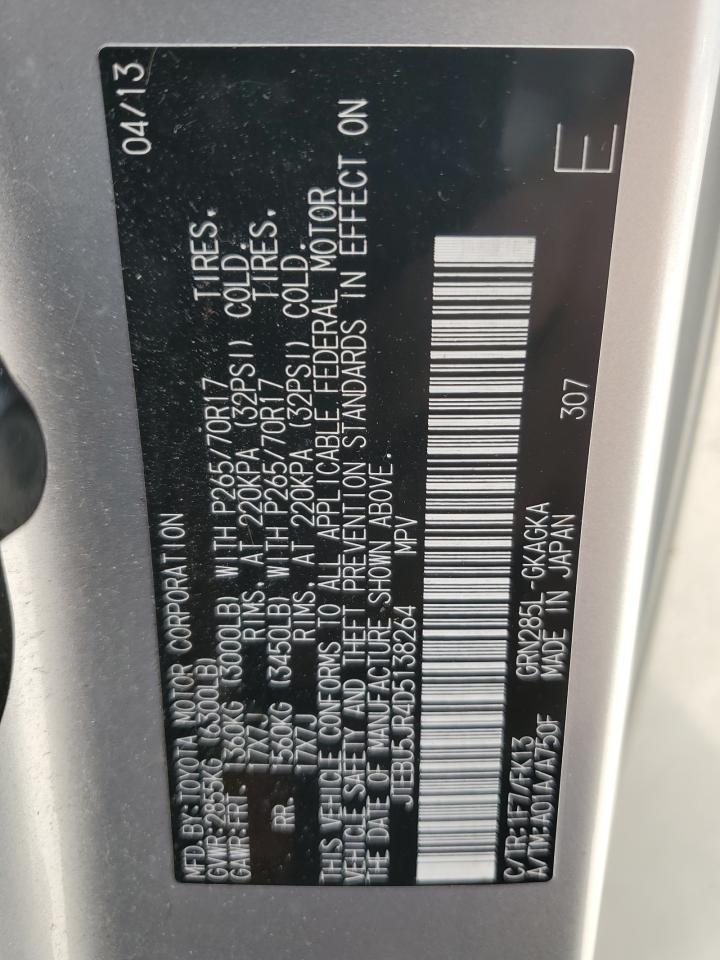 MFD BY: TOYOTA MOTOR CORPORATION 04/13
GVWR: 2855KG (6300LB)
GAWR: FRT. 1360KG (3000LB) WITH P265/70R17 TIRES.
17X7J RIMS. AT 220KPA (32PSI) COLD.
RR. 1560KG (3450LB) WITH P265/70R17 TIRES.
17X7J RIMS. AT 220KPA (32PSI) COLD.
THIS VEHICLE CONFORMS TO ALL APPLICABLE FEDERAL MOTOR
VEHICLE SAFETY AND THEFT PREVENTION STANDARDS IN EFFECT ON
THE DATE OF MANUFACTURE SHOWN ABOVE.
JTEBU5JR4D5138264 MPV
C/TR:1F7/FK13 GRN285L-GKAGKA 307
A/TM:A01A/A750F MADE IN JAPAN
E